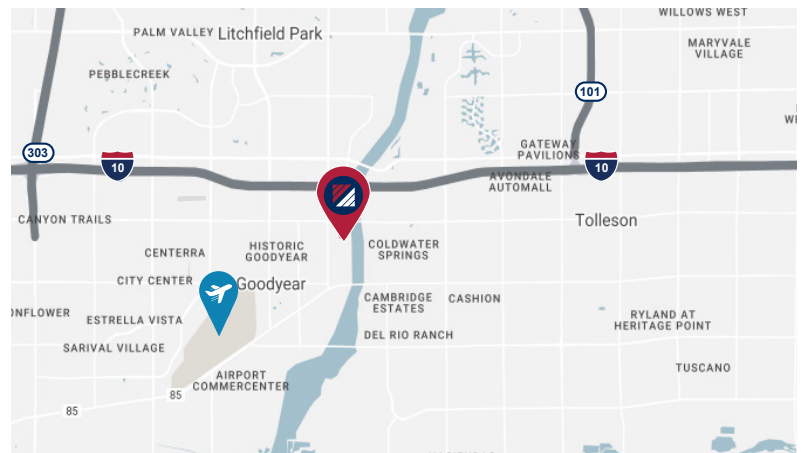 WILLOWS WEST
PALM VALLEY
Litchfield Park
MARYVALE
VILLAGE
PEBBLECREEK
101
303
10
GATEWAY
PAVILIONS
10
AVONDALE
AUTOMALL
CANYON TRAILS
Tolleson
CENTERRA
HISTORIC
GOODYEAR
COLDWATER
SPRINGS
CITY CENTER
Goodyear
CAMBRIDGE
ESTATES
CASHION
ONFLOWER
ESTRELLA VISTA
RYLAND AT
HERITAGE POINT
DEL RIO RANCH
SARIVAL VILLAGE
TUSCANO
AIRPORT
COMMERCENTER
85
85